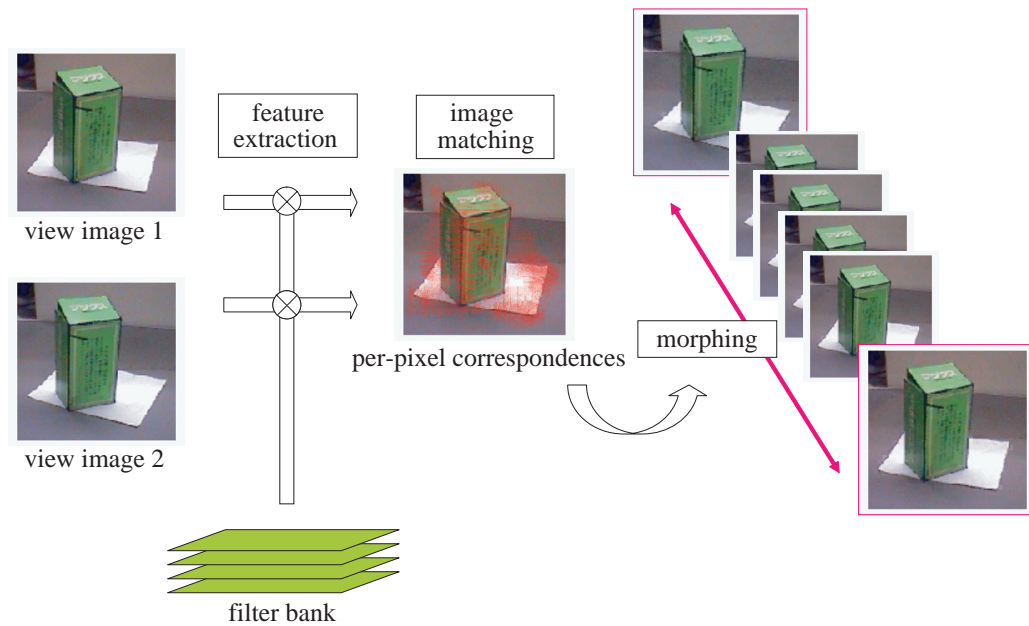 feature
extraction
image
matching
view image 1
view image 2
per-pixel correspondences
morphing
filter bank